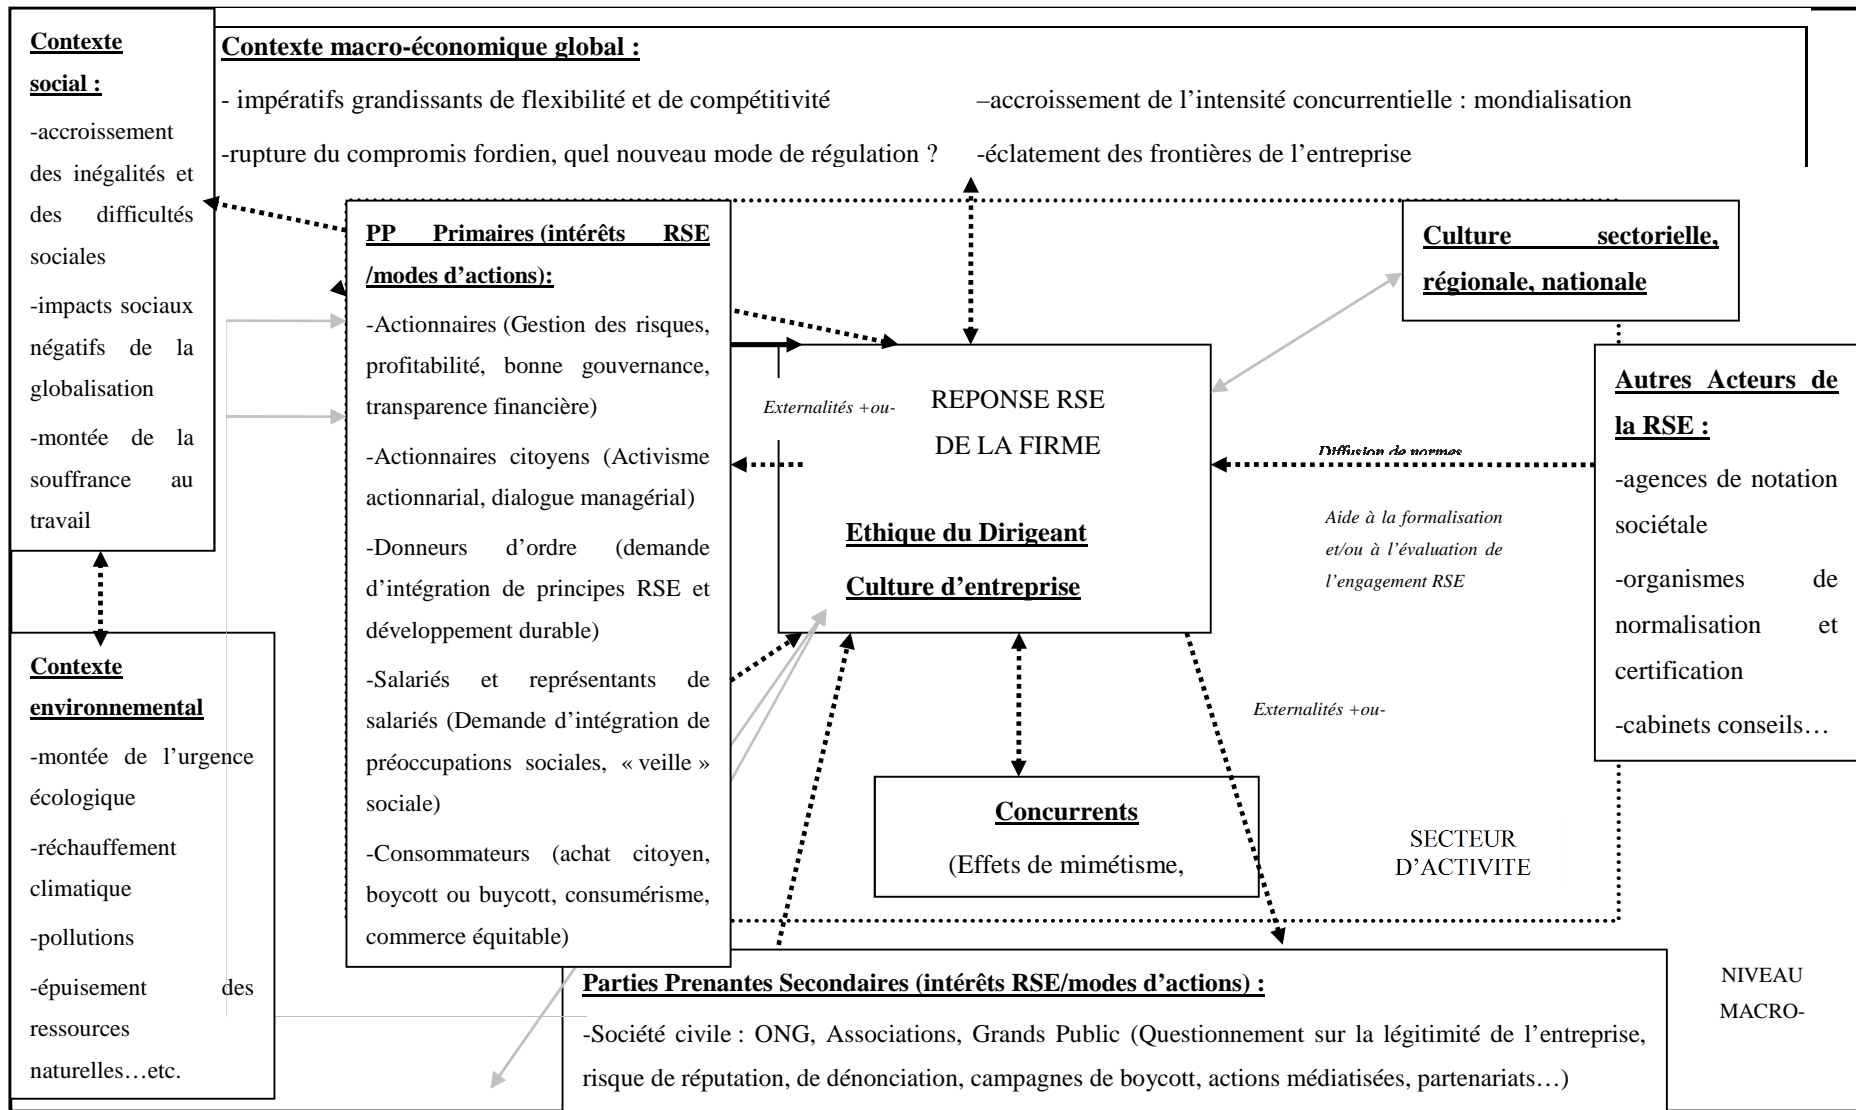 Contexte
social :
-accroissement
des inégalités et
des difficultés
sociales
-impacts sociaux
négatifs de la
globalisation
-montée de la
souffrance au
travail
Contexte macro-économique global :
- impératifs grandissants de flexibilité et de compétitivité
–accroissement de l’intensité concurrentielle : mondialisation
-rupture du compromis fordien, quel nouveau mode de régulation ?
-éclatement des frontières de l’entreprise
PP Primaires (intérêts RSE
/modes d’actions):
-Actionnaires (Gestion des risques,
profitabilité, bonne gouvernance,
transparence financière)
-Actionnaires citoyens (Activisme
actionnarial, dialogue managérial)
-Donneurs d’ordre (demande
d’intégration de principes RSE et
développement durable)
-Salariés et représentants de
salariés (Demande d’intégration de
préoccupations sociales, « veille »
sociale)
-Consommateurs (achat citoyen,
boycott ou buycott, consumérisme,
commerce équitable)
Externalités +ou-
REPONSE RSE
DE LA FIRME
Ethique du Dirigeant
Culture d’entreprise
Culture sectorielle,
régionale, nationale
Diffusion de normes
Aide à la formalisation
et/ou à l’évaluation de
l’engagement RSE
Autres Acteurs de
la RSE :
-agences de notation
sociétale
-organismes de
normalisation et
certification
-cabinets conseils…
Externalités +ou-
Concurrents
(Effets de mimétisme,
SECTEUR
D’ACTIVITE
Contexte
environnemental
-montée de l’urgence
écologique
-réchauffement
climatique
-pollutions
-épuisement des
ressources
naturelles…etc.
Parties Prenantes Secondaires (intérêts RSE/modes d’actions) :
-Société civile : ONG, Associations, Grands Public (Questionnement sur la légitimité de l’entreprise,
risque de réputation, de dénonciation, campagnes de boycott, actions médiatisées, partenariats…)
NIVEAU
MACRO-